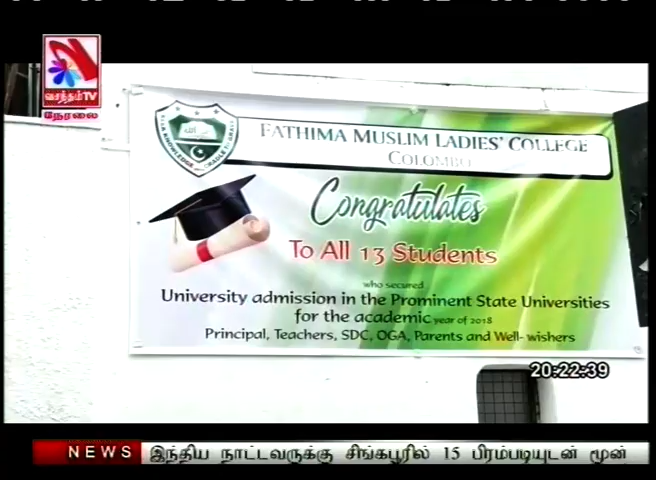 வசந்தம்TV
நேரலை
FATHIMA MUSLIM LADIES' COLLEGE
COLOMBO
Congratulates
To All 13 Students
who secured
University admission in the Prominent State Universities
for the academic year of 2018
Principal, Teachers, SDC, OGA, Parents and Well- wishers
20:22:39
NEWS இந்திய நாட்டவருக்கு சிங்கபூரில் 15 பிரம்படியுடன் மூன்